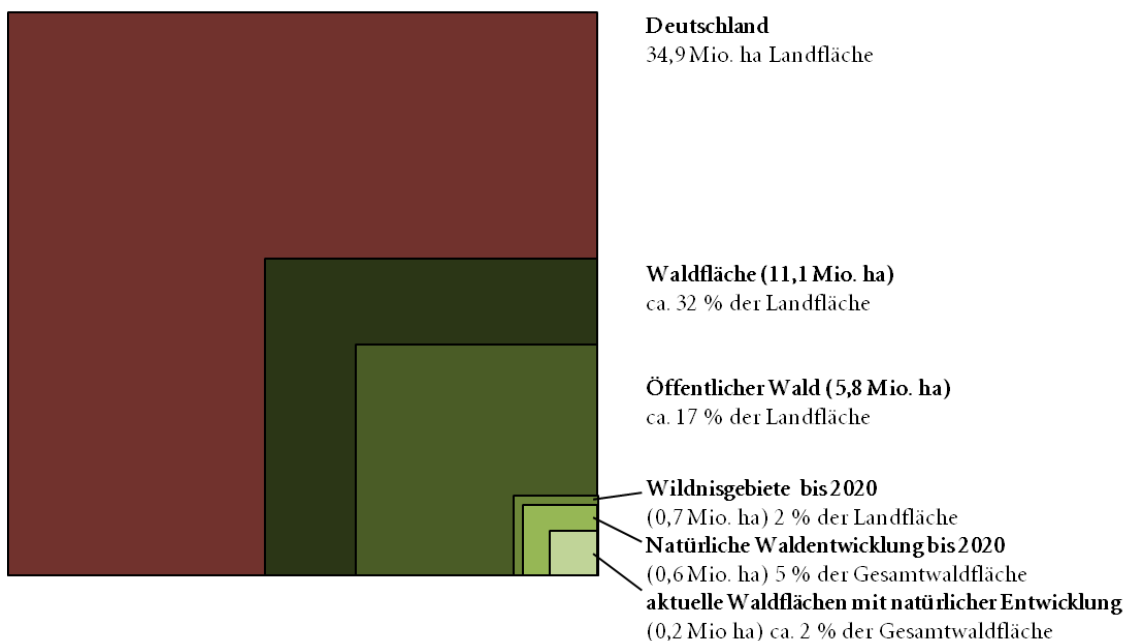 Deutschland
34,9 Mio. ha Landfläche
Waldfläche (11,1 Mio. ha)
ca. 32 % der Landfläche
Öffentlicher Wald (5,8 Mio. ha)
ca. 17 % der Landfläche
Wildnisgebiete bis 2020
(0,7 Mio. ha) 2 % der Landfläche
Natürliche Waldentwicklung bis 2020
(0,6 Mio. ha) 5 % der Gesamtwaldfläche
aktuelle Waldflächen mit natürlicher Entwicklung
(0,2 Mio ha) ca. 2 % der Gesamtwaldfläche